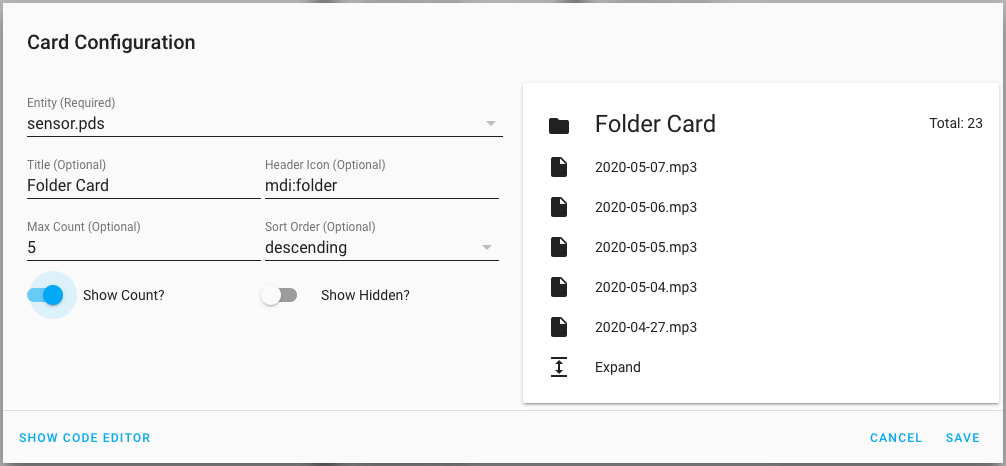 Card Configuration
Entity (Required)
sensor.pds
Title (Optional)
Folder Card
Header Icon (Optional)
mdi:folder
Max Count (Optional)
5
Sort Order (Optional)
descending
Show Count?
Show Hidden?
Folder Card
Total: 23
2020-05-07.mp3
2020-05-06.mp3
2020-05-05.mp3
2020-05-04.mp3
2020-04-27.mp3
Expand
SHOW CODE EDITOR
CANCEL
SAVE